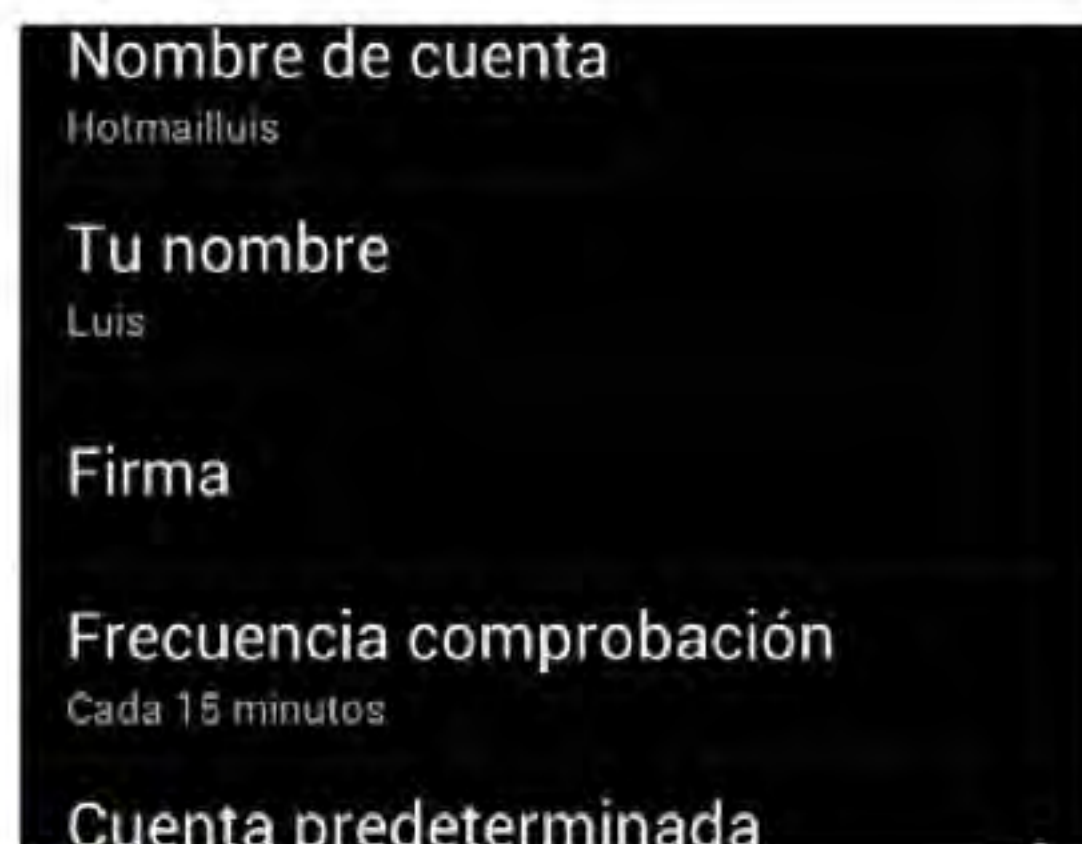 Nombre de cuenta
Hotmailluis
Tu nombre
Luis
Firma
Frecuencia comprobación
Cada 15 minutos
Cuenta predeterminada